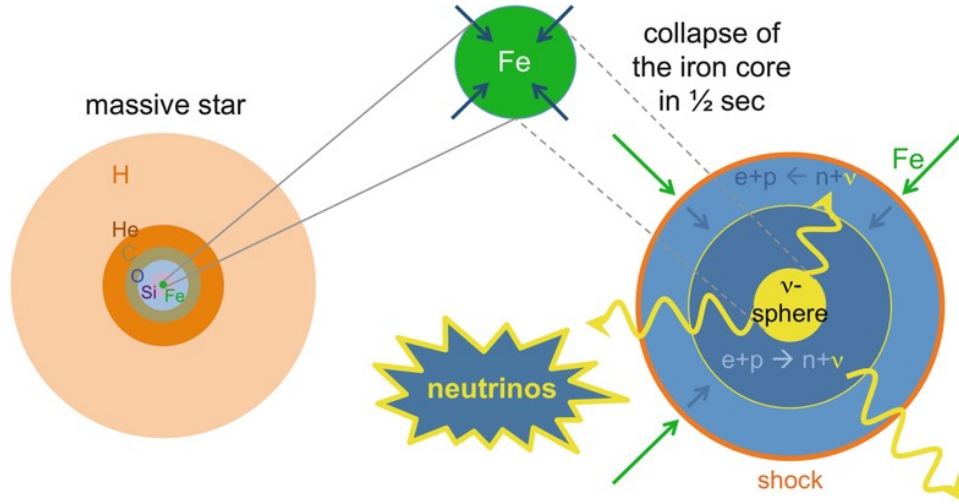 massive star
H
He
C
O
Si
Fe
Fe
collapse of
the iron core
in ½ sec
Fe
e+p ← n+ν
ν-
sphere
e+p → n+ν
neutrinos
shock